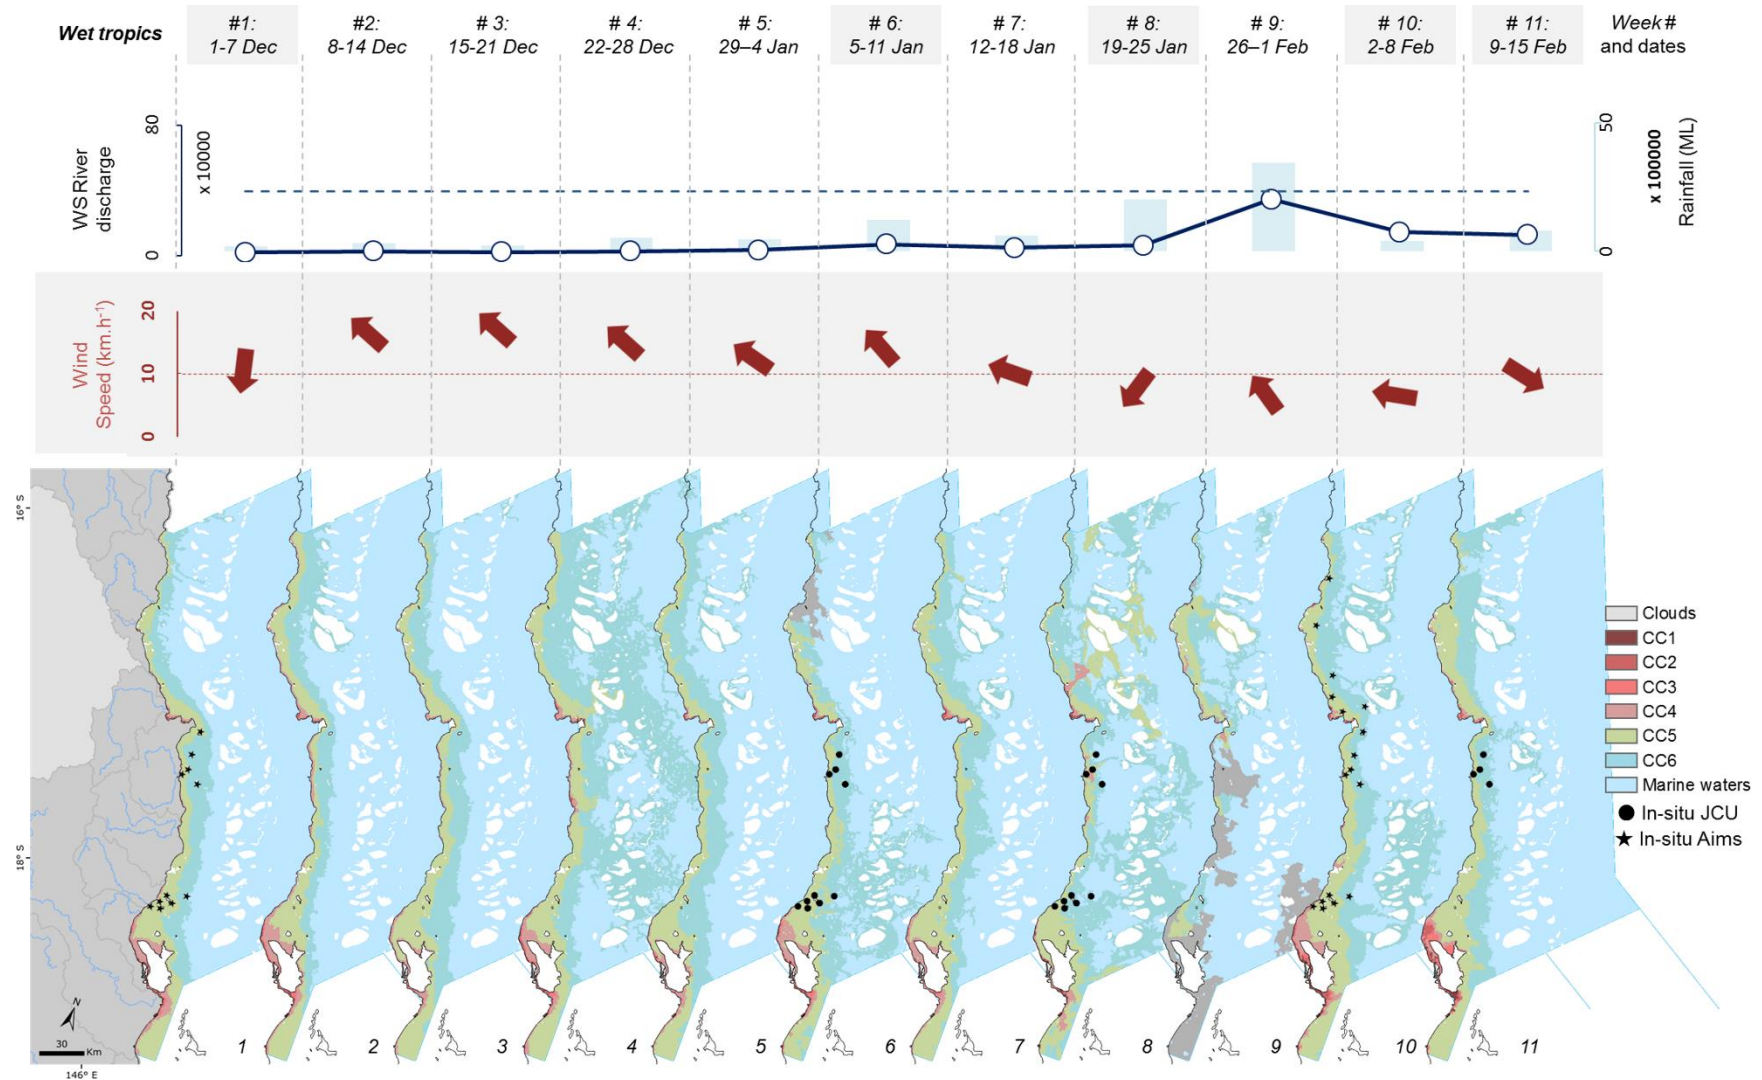 Wet tropics
#1:
1-7 Dec
#2:
8-14 Dec
# 3:
15-21 Dec
# 4:
22-28 Dec
# 5:
29–4 Jan
# 6:
5-11 Jan
# 7:
12-18 Jan
# 8:
19-25 Jan
# 9:
26–1 Feb
# 10:
2-8 Feb
# 11:
9-15 Feb
Week #
and dates
WSRiver
discharge
80
0
x 10000
50
0
x 100000
Rainfall (ML)
Wind
Speed (km.h-1)
20
10
0
16° S
18° S
146° E
N
30
Km
1
2
3
4
5
6
7
8
9
10
11
Clouds
CC1
CC2
CC3
CC4
CC5
CC6
Marine waters
In-situ JCU
In-situ Aims